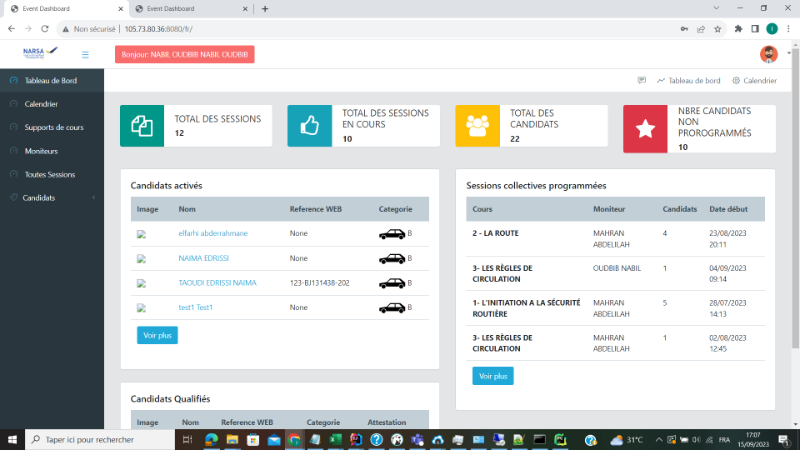 Event Dashboard
Event Dashboard
Non sécurisé | 105.73.80.36:8080/fr/
NARSA
Bonjour: NABIL OUDBIB NABIL OUDBIB
Tableau de Bord
Calendrier
Supports de cours
Moniteurs
Toutes Sessions
Candidats
Tableau de bord
Calendrier
TOTAL DES SESSIONS
12
TOTAL DES SESSIONS
EN COURS
10
TOTAL DES
CANDIDATS
22
NBRE CANDIDATS
NON
PROROGRAMMÉS
10
Candidats activés
Image Nom Reference WEB Categorie
elfarhi abderrahmane None B
NAIMA EDRISSI None B
TAOUDI EDRISSI NAIMA 123-BJ131438-202 B
test1 Test1 None B
Voir plus
Candidats Qualifiés
Image Nom Reference WEB Categorie Attestation
Sessions collectives programmées
Cours Moniteur Candidats Date début
2 - LA ROUTE MAHRAN 4 23/08/2023
ABDELILAH 20:11
3- LES RÈGLES DE OUDBIB NABIL 1 04/09/2023
CIRCULATION 09:14
1- L'INITIATION A LA SÉCURITÉ MAHRAN 5 28/07/2023
ROUTIÈRE ABDELILAH 14:13
3- LES RÈGLES DE MAHRAN 1 02/08/2023
CIRCULATION ABDELILAH 12:45
Voir plus
Taper ici pour rechercher
31°C
FRA
17:07
15/09/2023